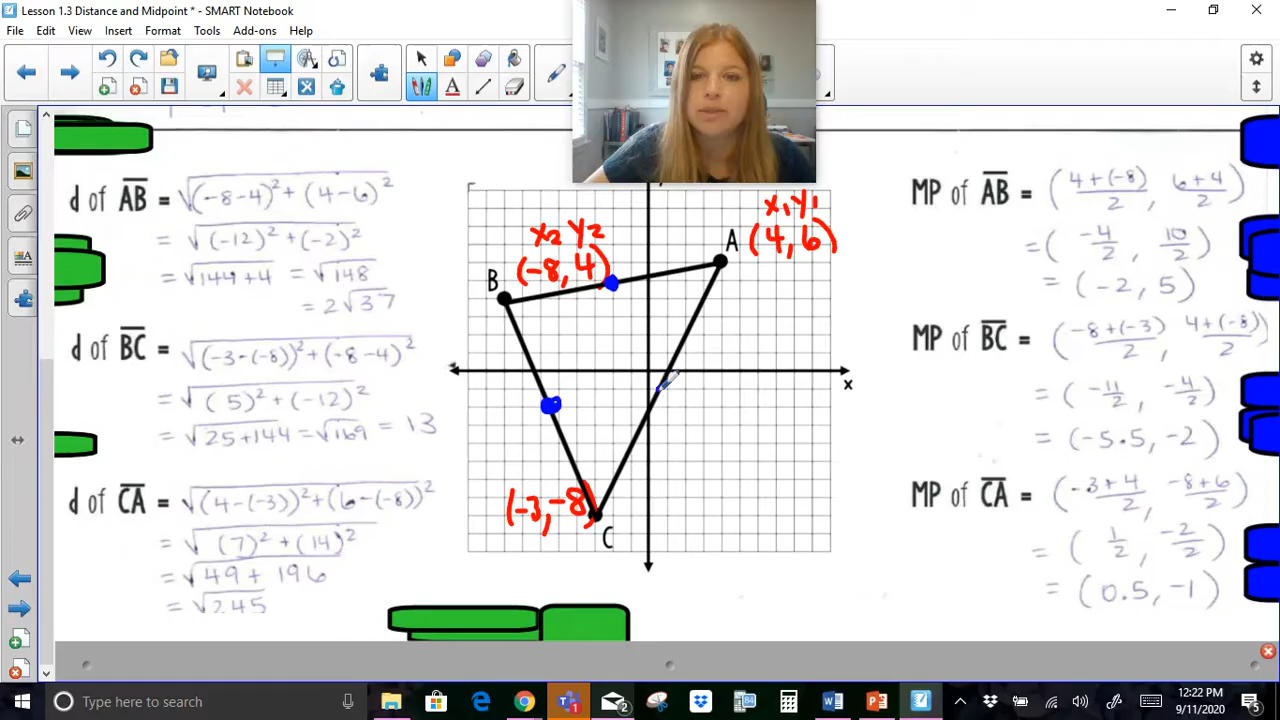 Lesson 1.3 Distance and Midpoint * - SMART Notebook
File Edit View Insert Format Tools Add-ons Help
d of AB = √(-8-4)² + (4-6)²
= √(-12)² + (-2)²
= √144+4 = √148
= 2√37
d of BC = √(-3-(-8))² + (-8-4)²
= √(5)² + (-12)²
= √25+144 = √169 = 13
d of CA = √(4-(-3))² + (6-(-8))²
= √(7)² + (14)²
= √49 + 196
= √245
x₁ y₁
A (4, 6)
x₂ y₂
(-8, 4)
B
x
(-3, -8)
C
MP of AB = (4+(-8)/2, 6+4/2)
= (-4/2, 10/2)
= (-2, 5)
MP of BC = (-8+(-3)/2, 4+(-8)/2)
= (-11/2, -4/2)
= (-5.5, -2)
MP of CA = (-3+4/2, -8+6/2)
= (1/2, -2/2)
= (0.5, -1)
Type here to search
12:22 PM
9/11/2020